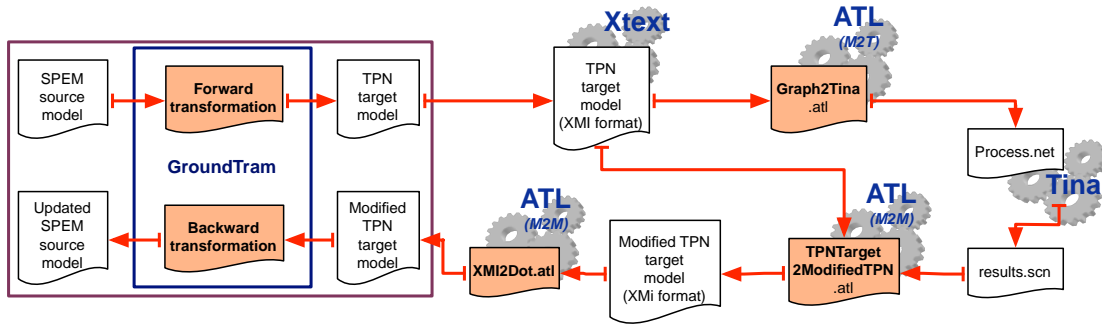 Xtext
ATL
(M2T)
SPEM
source
model
Forward
transformation
TPN
target
model
TPN
target
model
(XMI format)
Graph2Tina
.atl
GroundTram
Process.net
Tina
Updated
SPEM
source
model
Backward
transformation
Modified
TPN
target
model
ATL
(M2M)
XMI2Dot.atl
Modified TPN
target
model
(XMi format)
ATL
(M2M)
TPNTarget
2ModifiedTPN
.atl
results.scn